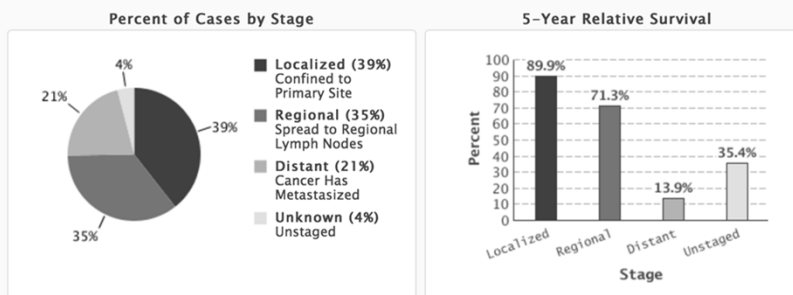 Percent of Cases by Stage
4%
21%
39%
35%
Localized (39%)
Confined to
Primary Site
Regional (35%)
Spread to Regional
Lymph Nodes
Distant (21%)
Cancer Has
Metastasized
Unknown (4%)
Unstaged
5-Year Relative Survival
Percent
100
90
80
70
60
50
40
30
20
10
0
89.9%
71.3%
13.9%
35.4%
Localized
Regional
Distant
Unstaged
Stage